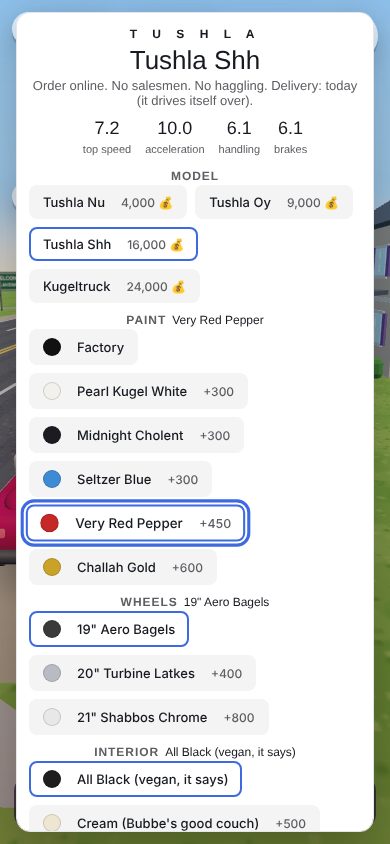 TUSHLA
Tushla Shh
Order online. No salesmen. No haggling. Delivery: today
(it drives itself over).
7.2 10.0 6.1 6.1
top speed acceleration handling brakes
MODEL
Tushla Nu 4,000 💰 Tushla Oy 9,000 💰
Tushla Shh 16,000 💰
Kugeltruck 24,000 💰
PAINT Very Red Pepper
Factory
Pearl Kugel White +300
Midnight Cholent +300
Seltzer Blue +300
Very Red Pepper +450
Challah Gold +600
WHEELS 19" Aero Bagels
19" Aero Bagels
20" Turbine Latkes +400
21" Shabbos Chrome +800
INTERIOR All Black (vegan, it says)
All Black (vegan, it says)
Cream (Bubbe's good couch) +500